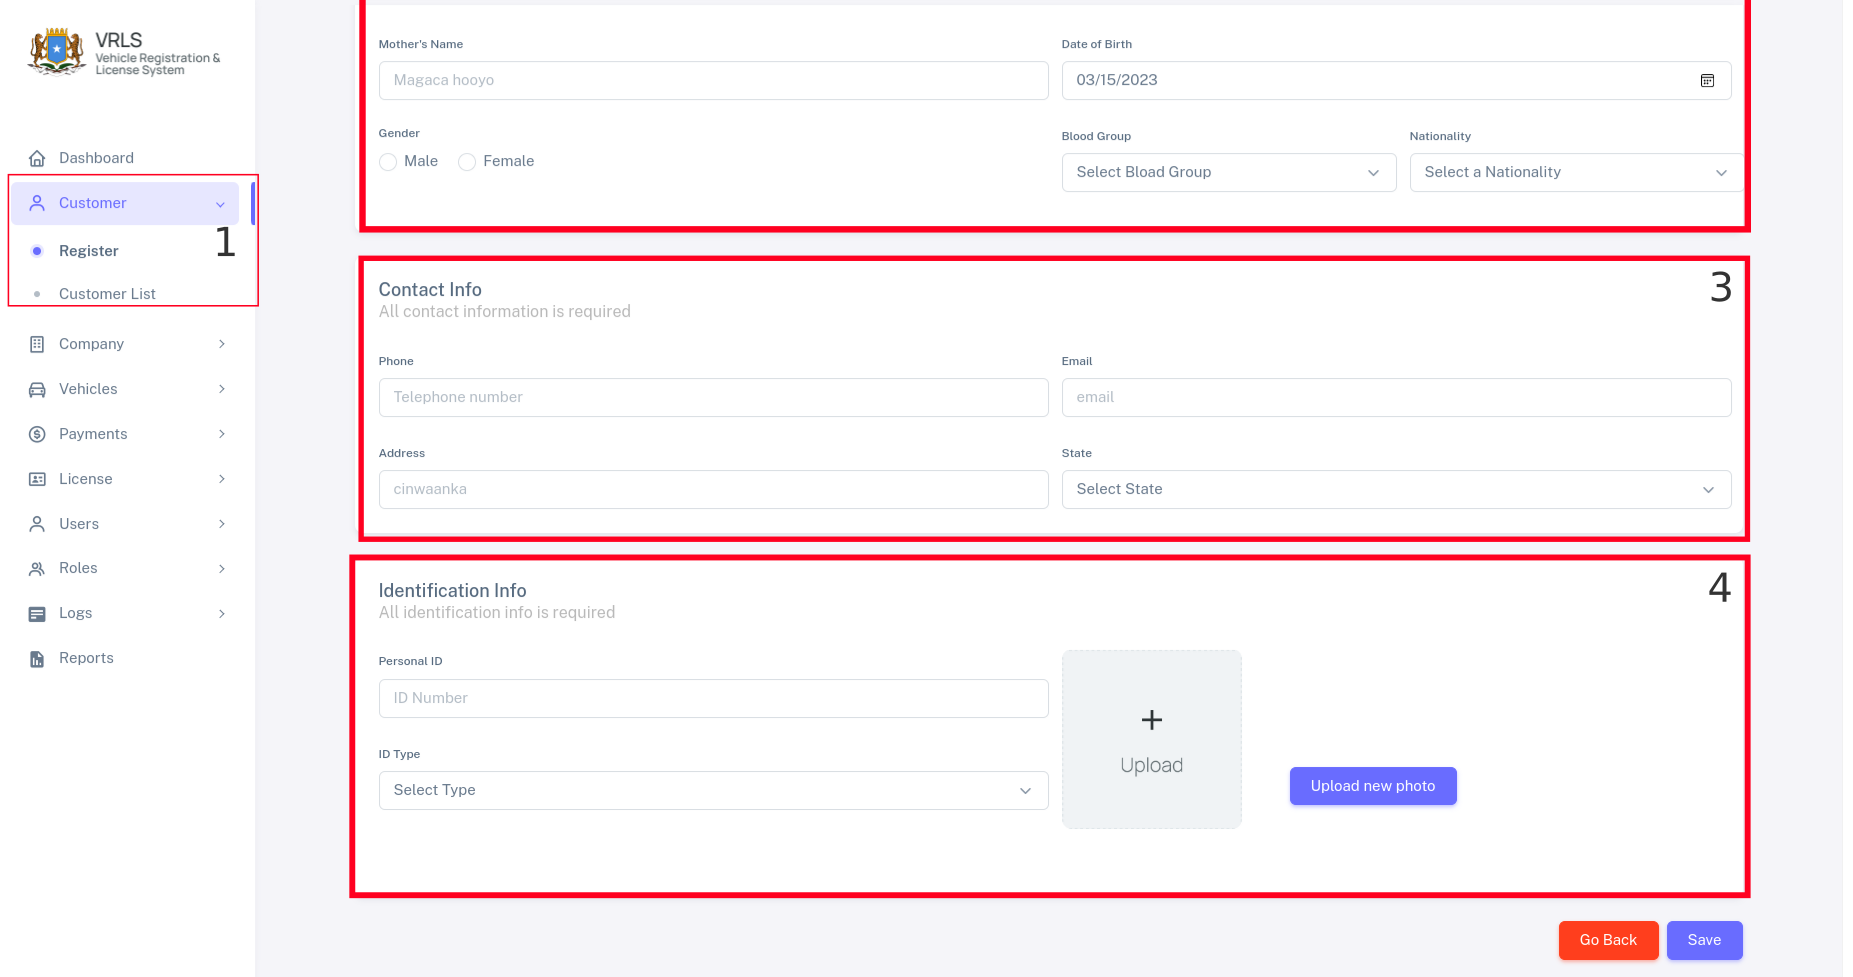 VRLS
Vehicle Registration &
License System
Dashboard
Customer
1
Register
Customer List
Company
Vehicles
Payments
License
Users
Roles
Logs
Reports
Mother's Name
Date of Birth
Magaca hooyo
03/15/2023
Gender
Blood Group
Nationality
Male
Female
Select Bload Group
Select a Nationality
3
Contact Info
All contact information is required
Phone
Email
Telephone number
email
Address
State
cinwaanka
Select State
4
Identification Info
All identification info is required
Personal ID
ID Number
ID Type
Select Type
+
Upload
Upload new photo
Go Back
Save